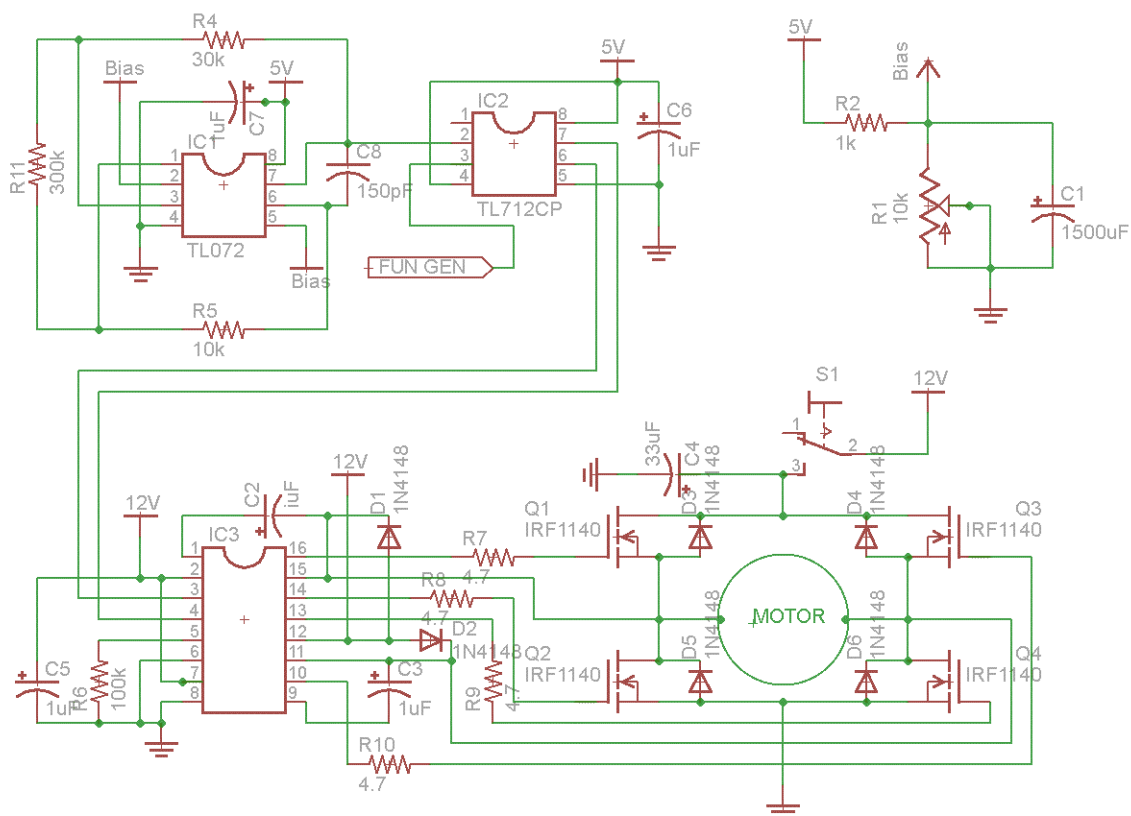 R4
30k
Bias
5V
1uF
C7
IC1
1
2
3
4
8
7
6
5
TL072
R11
300k
Bias
R5
10k
C8
150pF
5V
IC2
1
2
3
4
8
7
6
5
TL712CP
C6
1uF
FUN GEN
5V
R2
1k
Bias
R1
10k
C1
1500uF
S1
1
2
3
12V
33uF
C4
12V
12V
C2
iuF
D1
1N4148
IC3
1
2
3
4
5
6
7
8
16
15
14
13
12
11
10
9
C5
1uF
R6
100k
R7
4.7
R8
4.7
D2
1N4148
C3
1uF
R9
4.7
R10
4.7
Q1
IRF1140
D3
1N4148
D4
1N4148
Q3
IRF1140
MOTOR
Q2
IRF1140
D5
1N4148
D6
1N4148
Q4
IRF1140